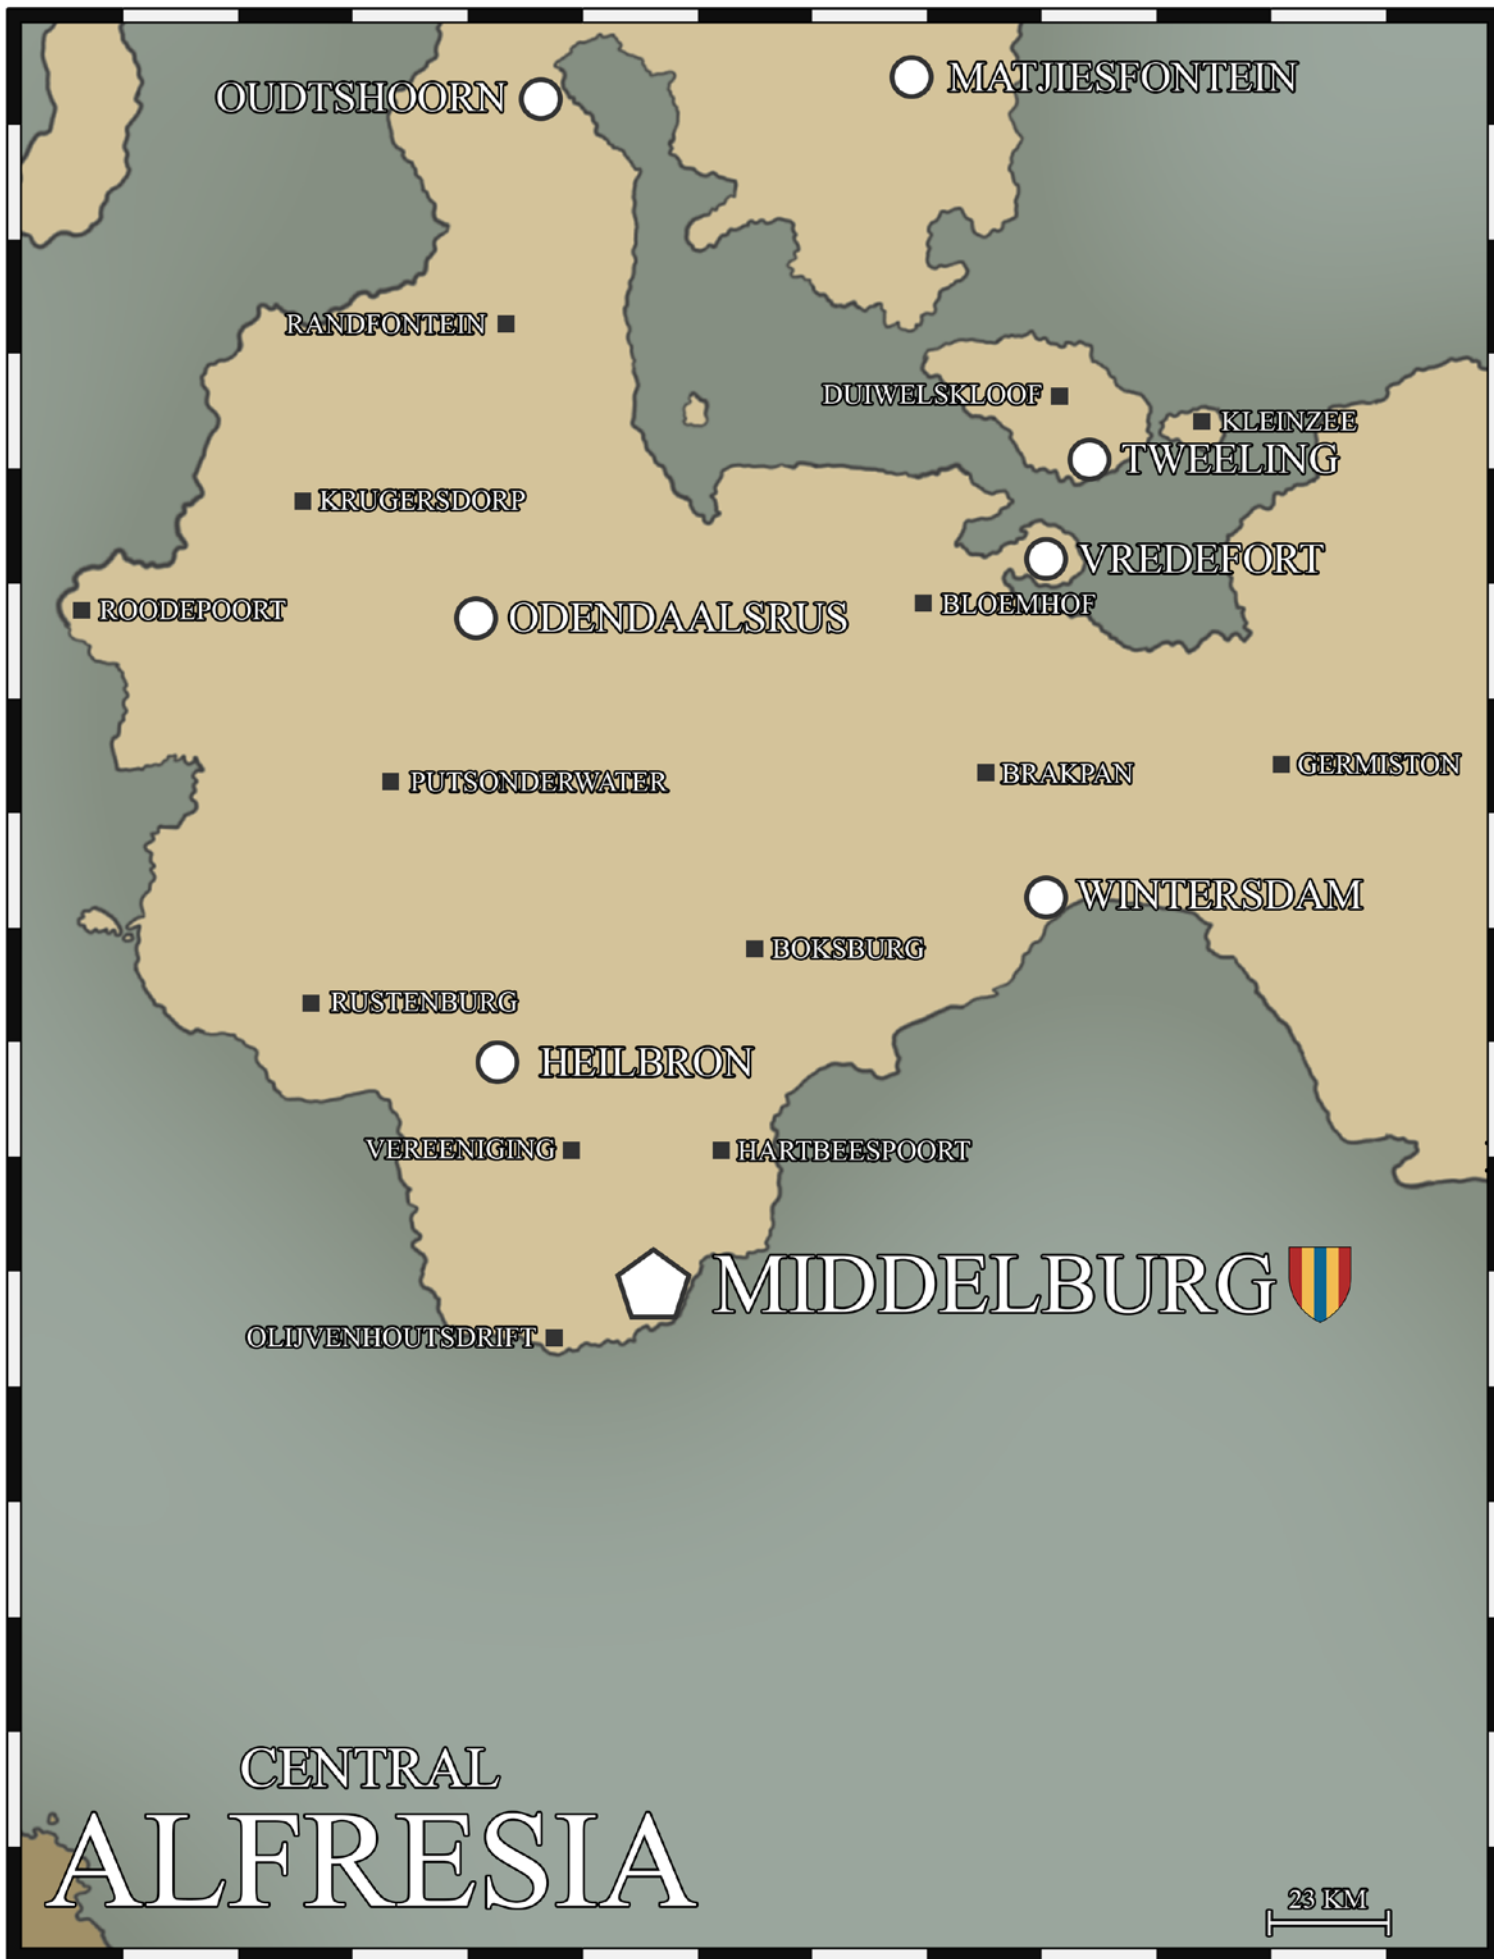 MATJIESFONTEIN
OUDTSHOORN
RANDFONTEIN
DUIWELSKLOOF
KLEINZEE
TWEELING
KRUGERSDORP
VREDEFORT
BLOEMHOF
ROODEPOORT
ODENDAALSRUS
GERMISTON
BRAKPAN
PUTSONDERWATER
WINTERSDAM
BOKSBURG
RUSTENBURG
HEILBRON
VEREENIGING
HARTBEESPOORT
MIDDELBURG
OLIJVENHOUTSDRIFT
CENTRAL
ALFRESIA
23 KM